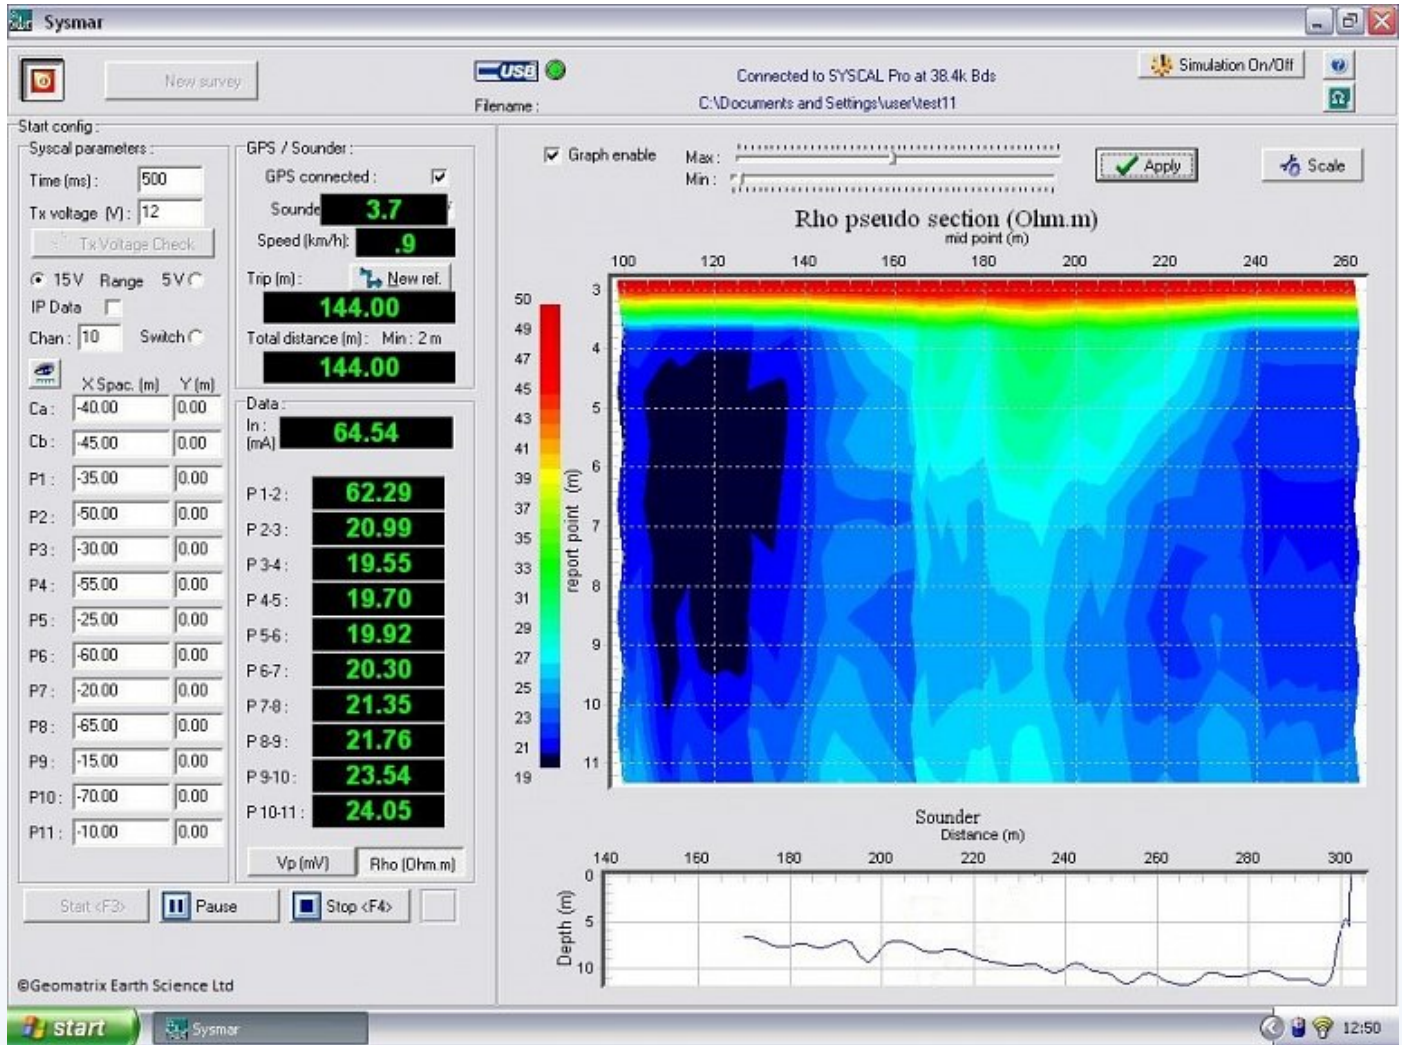 Sysmar
New survey
USB
Connected to SYSCAL Pro at 38.4k Bds
Simulation On/Off
Filename :
C:\Documents and Settings\user\test11
Start config :
Syscal parameters :
Time (ms) : 500
Tx voltage (V) : 12
Tx Voltage Check
15 V Range 5 V
IP Data
Chan : 10 Switch
X Spac. (m) Y (m)
Ca : -40.00 0.00
Cb : -45.00 0.00
P1 : -35.00 0.00
P2 : -50.00 0.00
P3 : -30.00 0.00
P4 : -55.00 0.00
P5 : -25.00 0.00
P6 : -60.00 0.00
P7 : -20.00 0.00
P8 : -65.00 0.00
P9 : -15.00 0.00
P10 : -70.00 0.00
P11 : -10.00 0.00
GPS / Sounder :
GPS connected :
Sounde 3.7
Speed (km/h): .9
Trip (m) : New ref.
144.00
Total distance (m) : Min : 2 m
144.00
Data :
In : (mA) 64.54
P 1-2 : 62.29
P 2-3 : 20.99
P 3-4 : 19.55
P 4-5 : 19.70
P 5-6 : 19.92
P 6-7 : 20.30
P 7-8 : 21.35
P 8-9 : 21.76
P 9-10 : 23.54
P 10-11 : 24.05
Vp (mV) Rho (Ohm.m)
Start <F3> Pause Stop <F4>
©Geomatrix Earth Science Ltd
Graph enable
Max :
Min :
Apply
Scale
Rho pseudo section (Ohm.m)
mid point (m)
100 120 140 160 180 200 220 240 260
50
49
47
45
43
41
39
37
35
33
31
29
27
25
23
21
19
report point (m)
3
4
5
6
7
8
9
10
11
Sounder
Distance (m)
140 160 180 200 220 240 260 280 300
Depth (m)
0
5
10
start
Sysmar
12:50